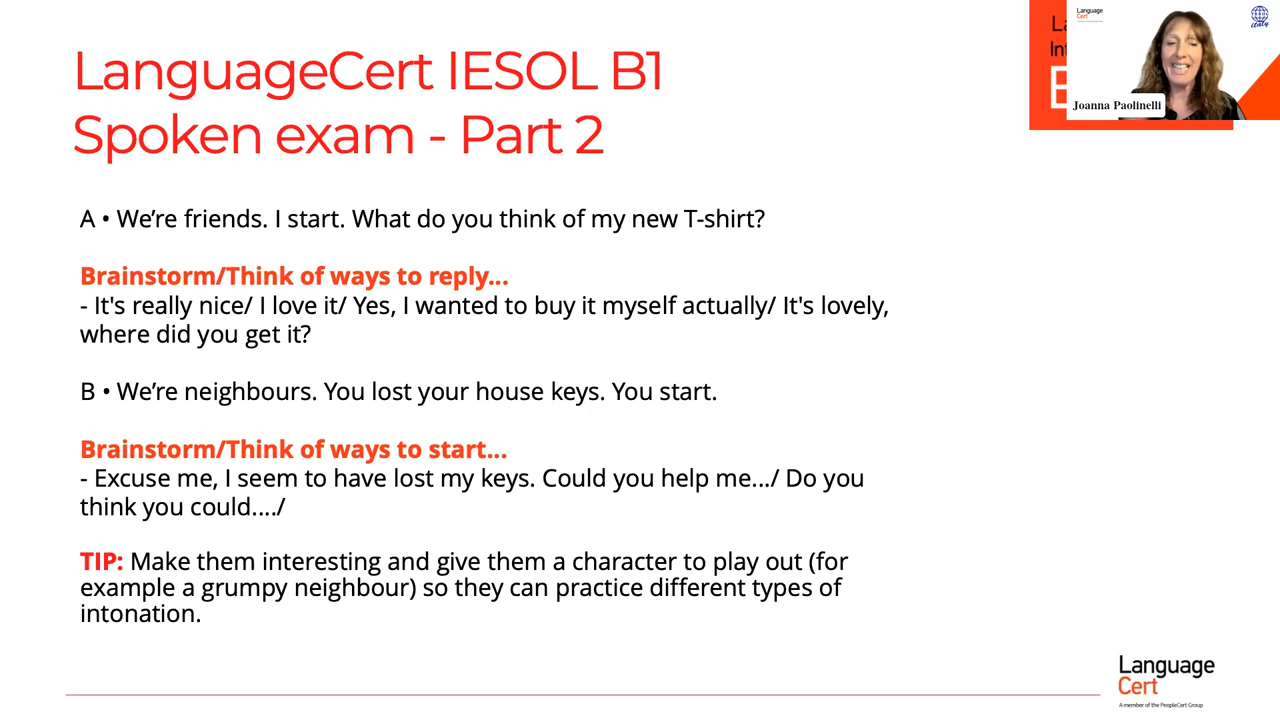 LanguageCert IESOL B1
Spoken exam - Part 2
Language
Cert
Joanna Paolinelli
A • We’re friends. I start. What do you think of my new T-shirt?
Brainstorm/Think of ways to reply...
- It's really nice/ I love it/ Yes, I wanted to buy it myself actually/ It's lovely,
where did you get it?
B • We’re neighbours. You lost your house keys. You start.
Brainstorm/Think of ways to start...
- Excuse me, I seem to have lost my keys. Could you help me.../ Do you
think you could..../
TIP: Make them interesting and give them a character to play out (for
example a grumpy neighbour) so they can practice different types of
intonation.
Language
Cert
A member of the PeopleCert Group